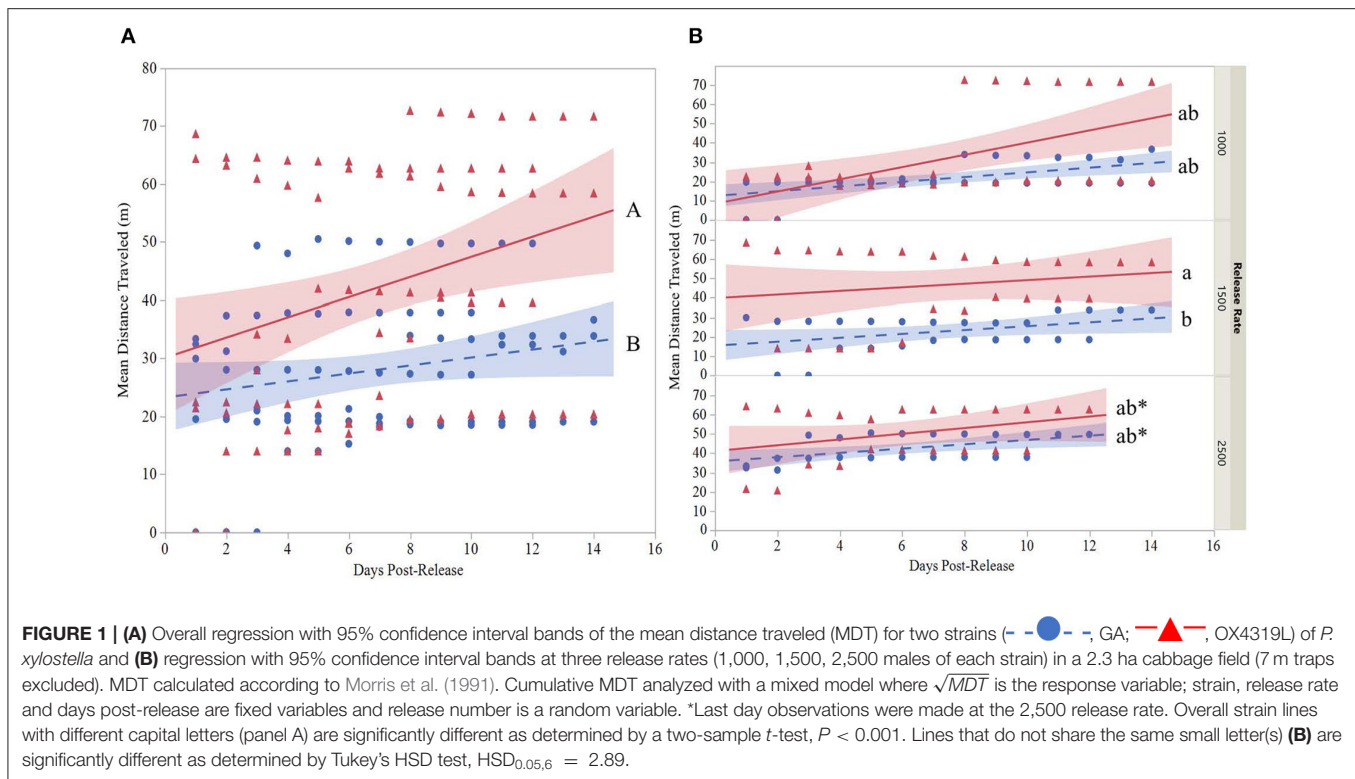 A
B
80
70
60
50
40
30
20
10
0
Mean Distance Traveled (m)
A
B
0 2 4 6 8 10 12 14 16
Days Post-Release
70
60
50
40
30
20
10
0
ab
ab
1000
70
60
50
40
30
20
10
0
a
b
1500
70
60
50
40
30
20
10
0
ab*
ab*
2500
Mean Distance Traveled (m)
Release Rate
0 2 4 6 8 10 12 14 16
Days Post-Release
FIGURE 1 | (A) Overall regression with 95% confidence interval bands of the mean distance traveled (MDT) for two strains (, GA; , OX4319L) of P.
xylostella and (B) regression with 95% confidence interval bands at three release rates (1,000, 1,500, 2,500 males of each strain) in a 2.3 ha cabbage field (7 m traps
excluded). MDT calculated according to Morris et al. (1991). Cumulative MDT analyzed with a mixed model where √MDT is the response variable; strain, release rate
and days post-release are fixed variables and release number is a random variable. *Last day observations were made at the 2,500 release rate. Overall strain lines
with different capital letters (panel A) are significantly different as determined by a two-sample t-test, P < 0.001. Lines that do not share the same small letter(s) (B) are
significantly different as determined by Tukey's HSD test, HSD0.05,6 = 2.89.